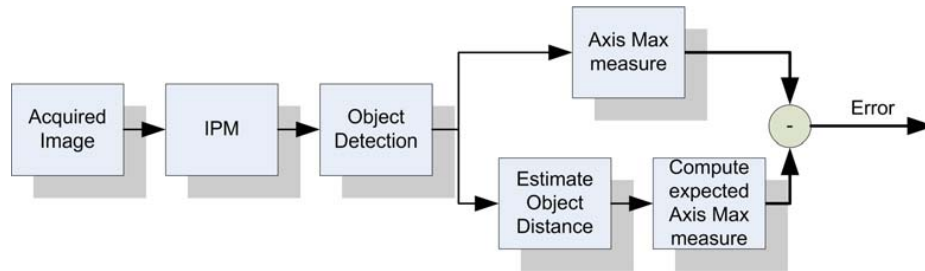 Acquired
Image
IPM
Object
Detection
Axis Max
measure
Estimate
Object
Distance
Compute
expected
Axis Max
measure
-
Error